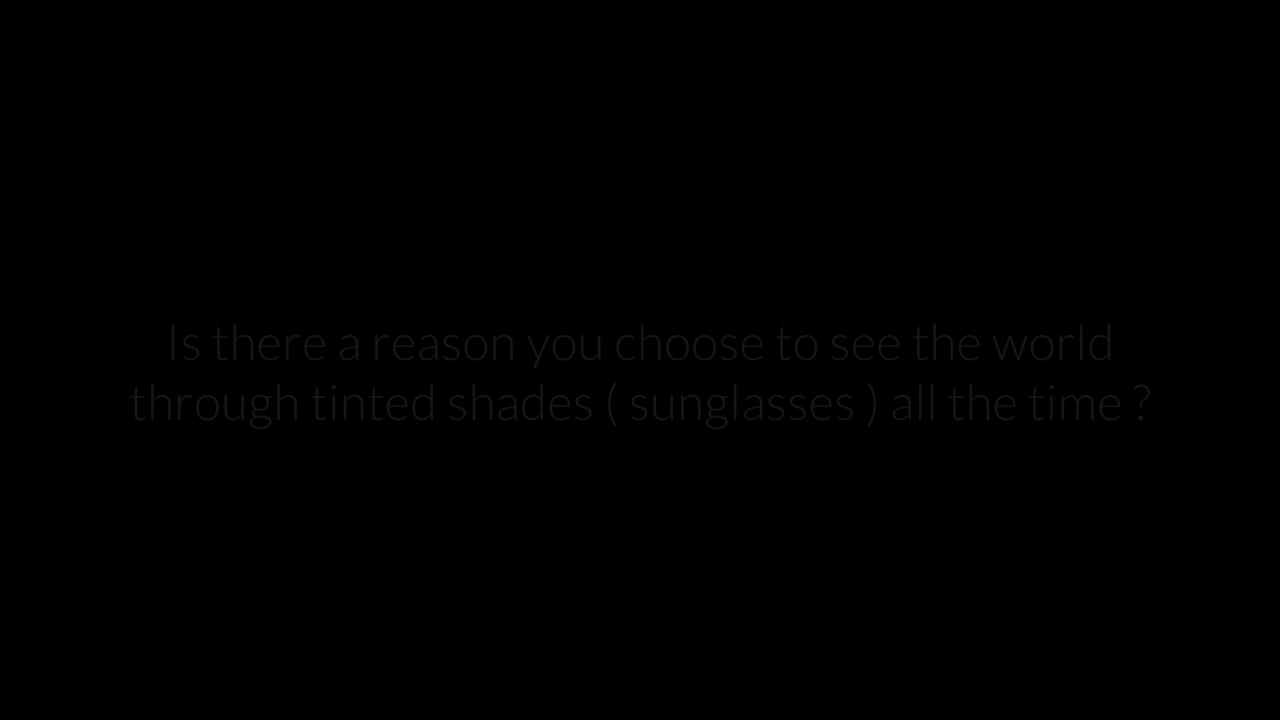 Is there a reason you choose to see the world
through tinted shades ( sunglasses ) all the time ?